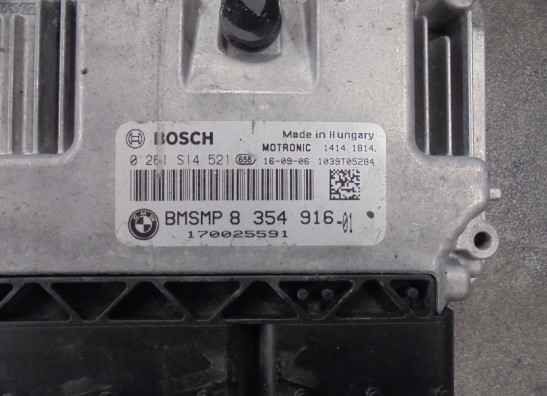 BOSCH Made in Hungary
MOTRONIC 1414 1814.
0 261 S14 521 658 16-09-06 1039T05284
BMSMP 8 354 916-01
170025591